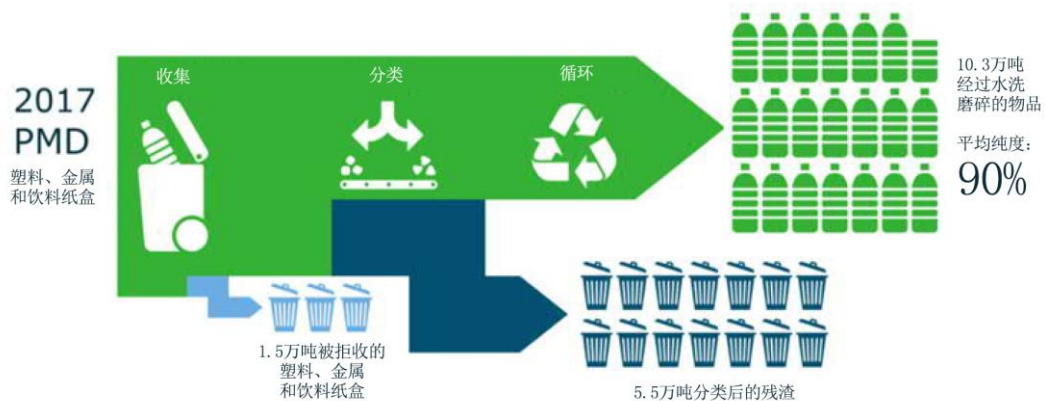 2017
PMD
塑料、金属
和饮料纸盒
收集
分类
循环
10.3万吨
经过水洗
磨碎的物品
平均纯度：
90%
1.5万吨被拒收的
塑料、金属
和饮料纸盒
5.5万吨分类后的残渣